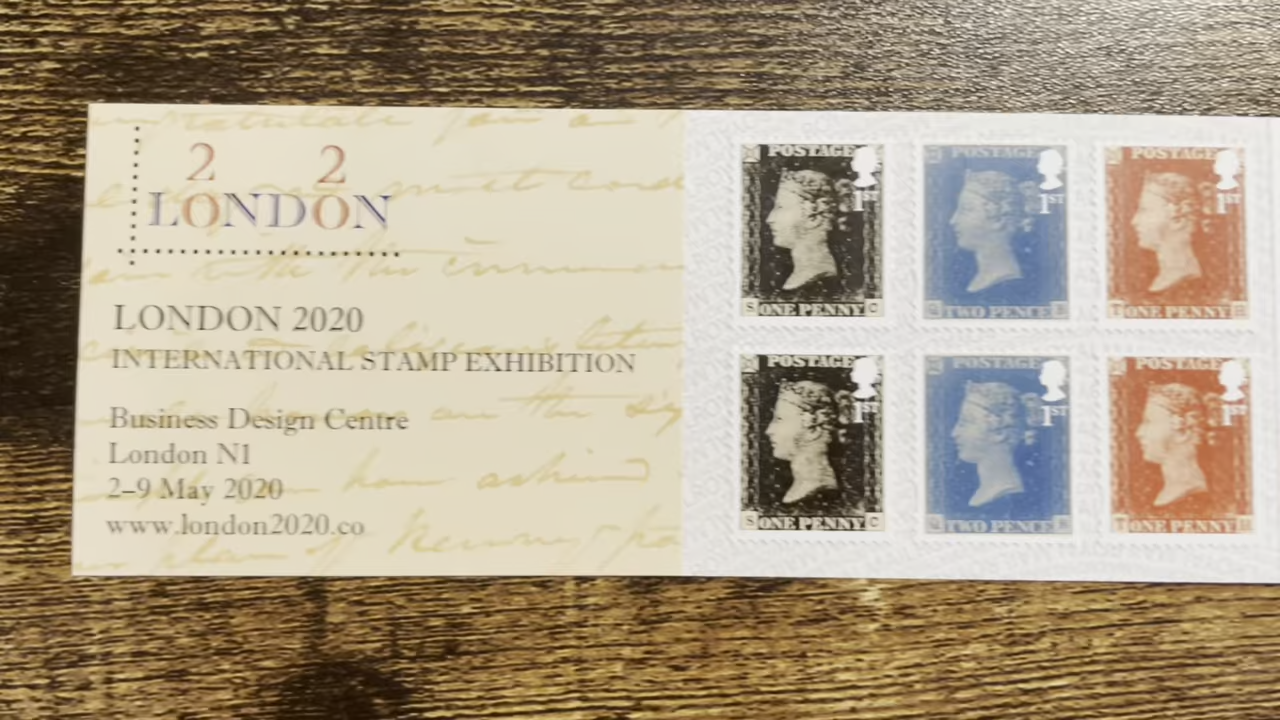 2 2
LONDON
LONDON 2020
INTERNATIONAL STAMP EXHIBITION
Business Design Centre
London N1
2–9 May 2020
www.london2020.co
POSTAGE
1ST
S ONE PENNY C
POSTAGE
1ST
TWO PENCE
POSTAGE
1ST
ONE PENNY
POSTAGE
1ST
S ONE PENNY C
POSTAGE
1ST
TWO PENCE
POSTAGE
1ST
ONE PENNY